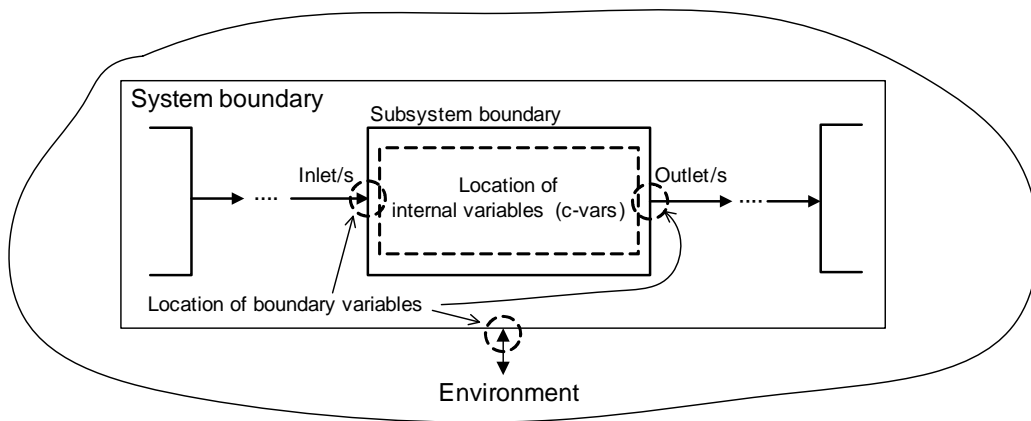 System boundary
Subsystem boundary
Inlet/s
Outlet/s
Location of
internal variables (c-vars)
Location of boundary variables
Environment